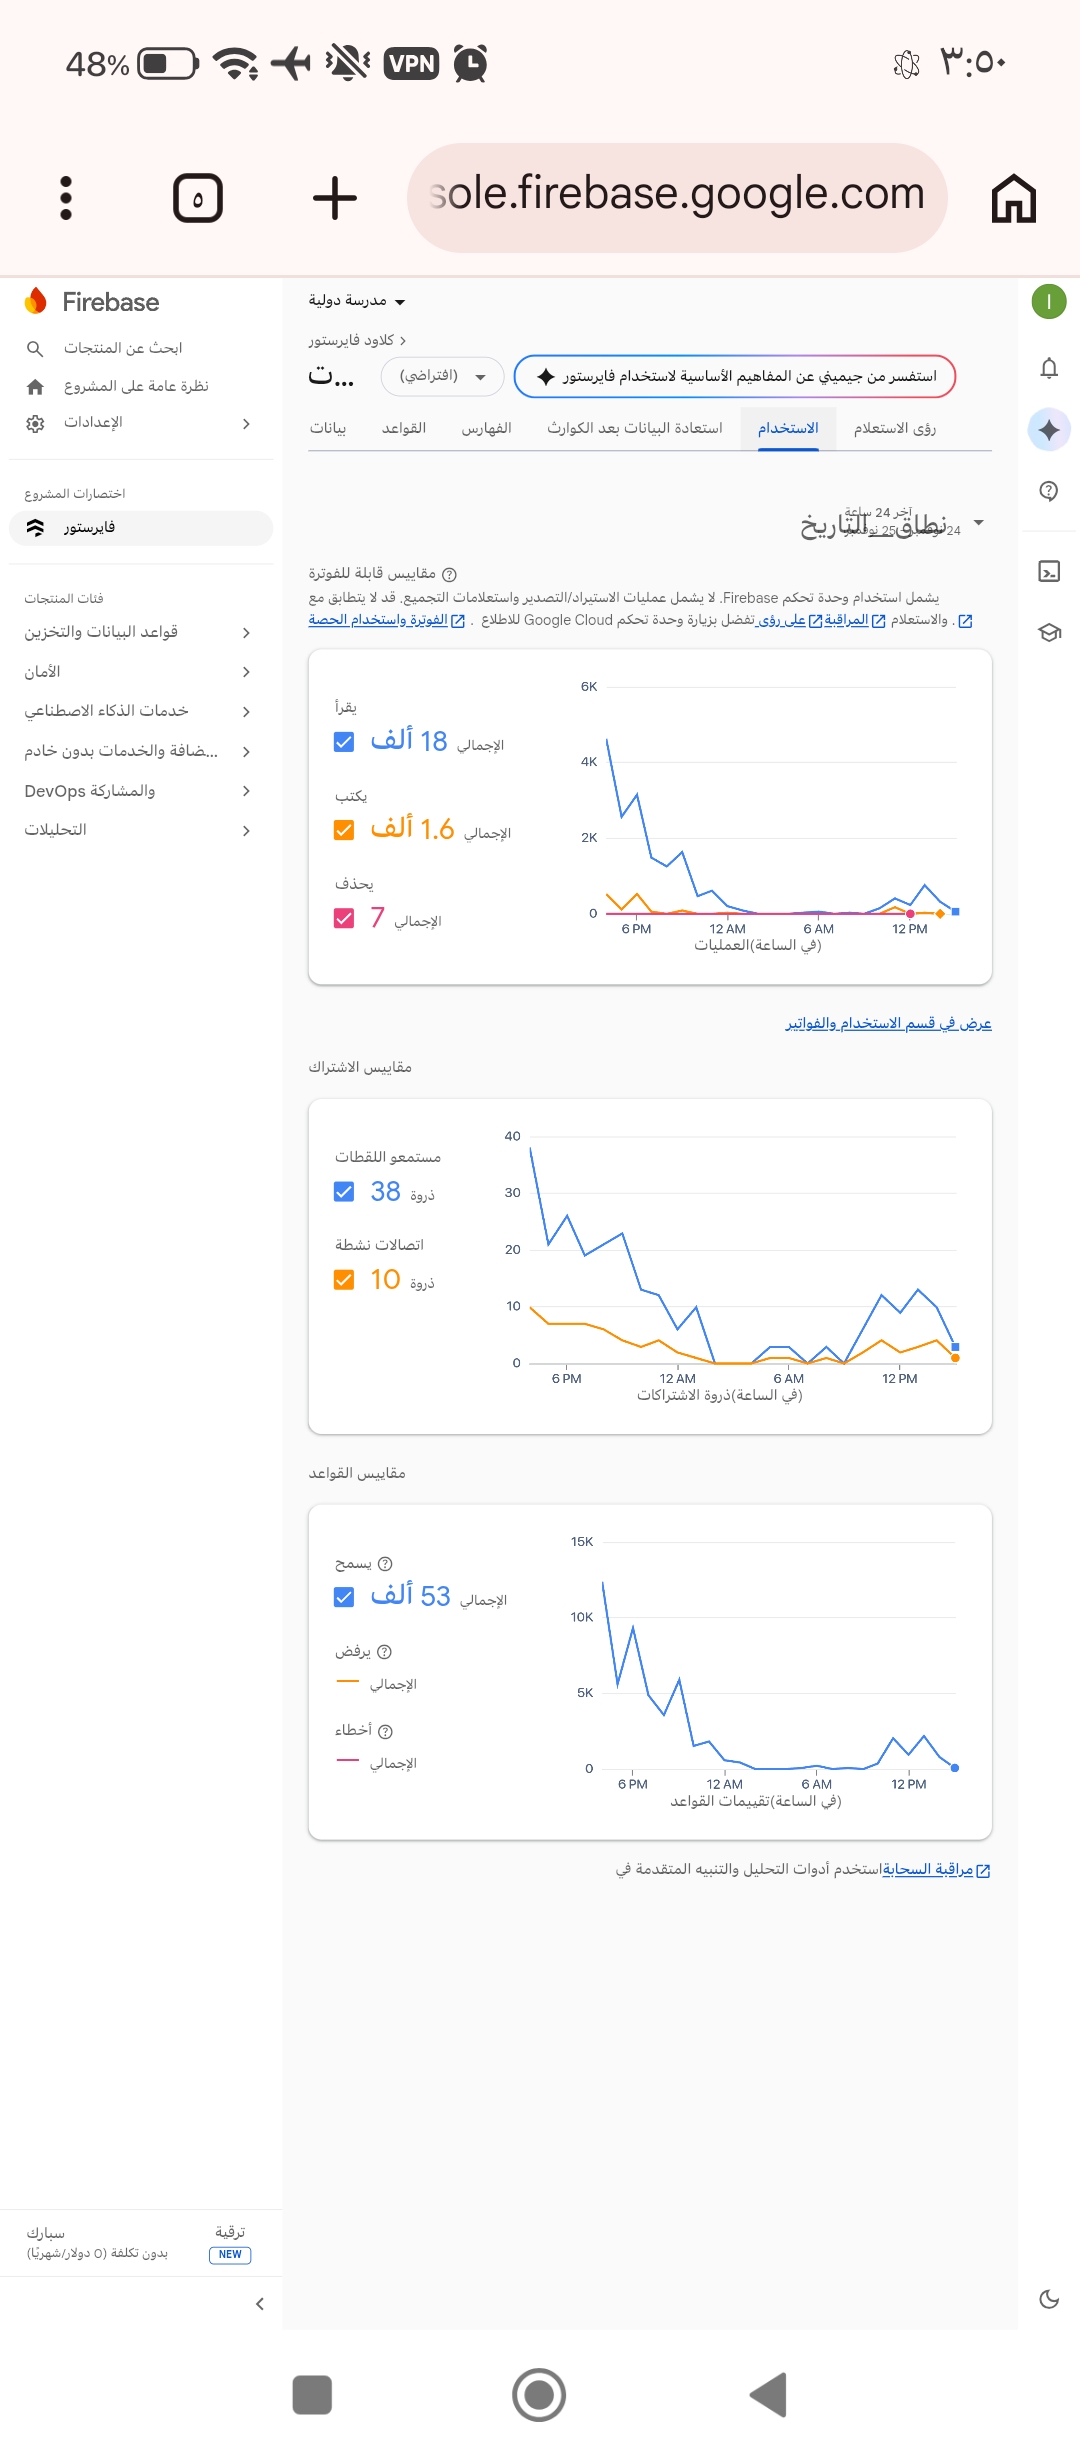 48% VPN ٣:٥٠
٥ sole.firebase.google.com
Firebase
ابحث عن المنتجات
نظرة عامة على المشروع
الإعدادات
اختصارات المشروع
فايرستور
فئات المنتجات
قواعد البيانات والتخزين
الأمان
خدمات الذكاء الاصطناعي
...ضافة والخدمات بدون خادم
DevOps والمشاركة
التحليلات
سبارك
بدون تكلفة (0 دولار/شهريًا)
ترقية
NEW
مدرسة دولية
كلاود فايرستور
...ت
(افتراضي)
استفسر من جيميني عن المفاهيم الأساسية لاستخدام فايرستور
بيانات القواعد الفهارس استعادة البيانات بعد الكوارث الاستخدام رؤى الاستعلام
نطاق__التاريخ
آخر 24 ساعة
24 نوفمبر - 25 نوفمبر
مقاييس قابلة للفوترة
يشمل استخدام وحدة تحكم Firebase. لا يشمل عمليات الاستيراد/التصدير واستعلامات التجميع. قد لا يتطابق مع
الفوترة واستخدام الحصة . تفضل بزيارة وحدة تحكم Google Cloud للاطلاع على رؤى المراقبة والاستعلام .
يقرأ
18 ألف الإجمالي
يكتب
1.6 ألف الإجمالي
يحذف
7 الإجمالي
6K
4K
2K
0
6 PM 12 AM 6 AM 12 PM
(في الساعة)العمليات
عرض في قسم الاستخدام والفواتير
مقاييس الاشتراك
مستمعو اللقطات
38 ذروة
اتصالات نشطة
10 ذروة
40
30
20
10
0
6 PM 12 AM 6 AM 12 PM
(في الساعة)ذروة الاشتراكات
مقاييس القواعد
يسمح
53 ألف الإجمالي
يرفض
الإجمالي
أخطاء
الإجمالي
15K
10K
5K
0
6 PM 12 AM 6 AM 12 PM
(في الساعة)تقييمات القواعد
مراقبة السحابةاستخدم أدوات التحليل والتنبيه المتقدمة في